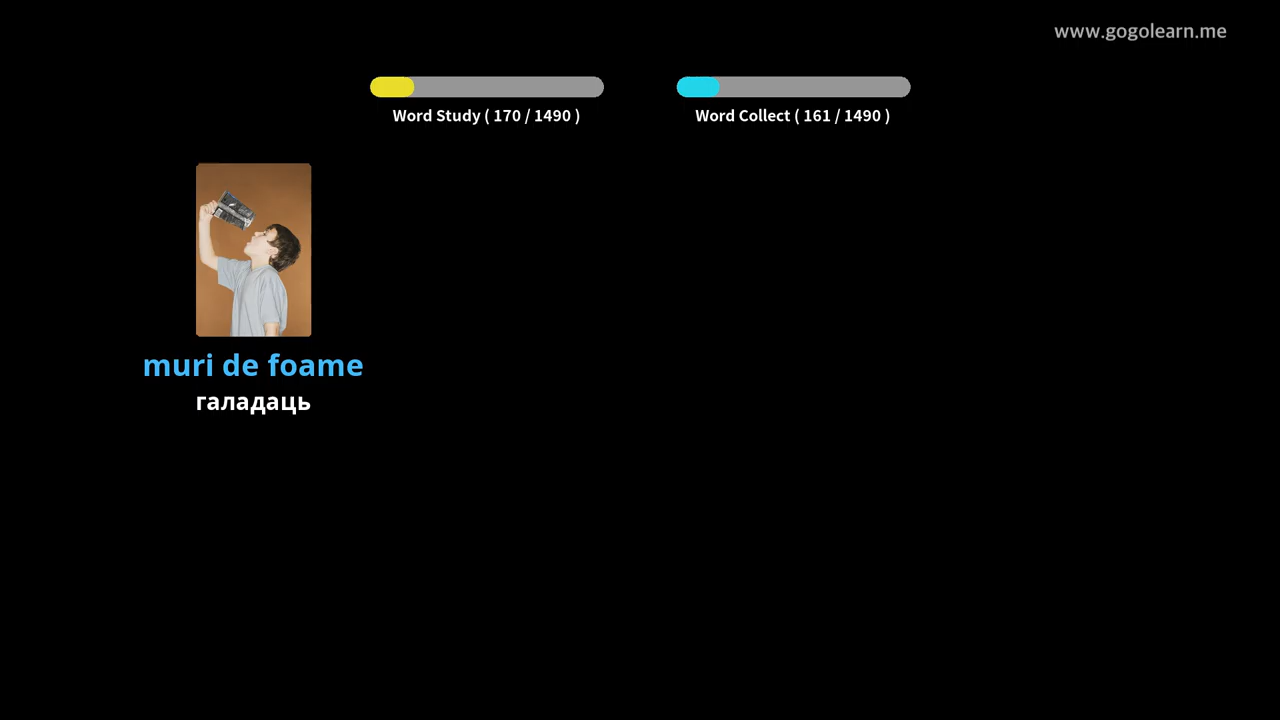 www.gogolearn.me
Word Study ( 170 / 1490 )
Word Collect ( 161 / 1490 )
muri de foame
галадаць